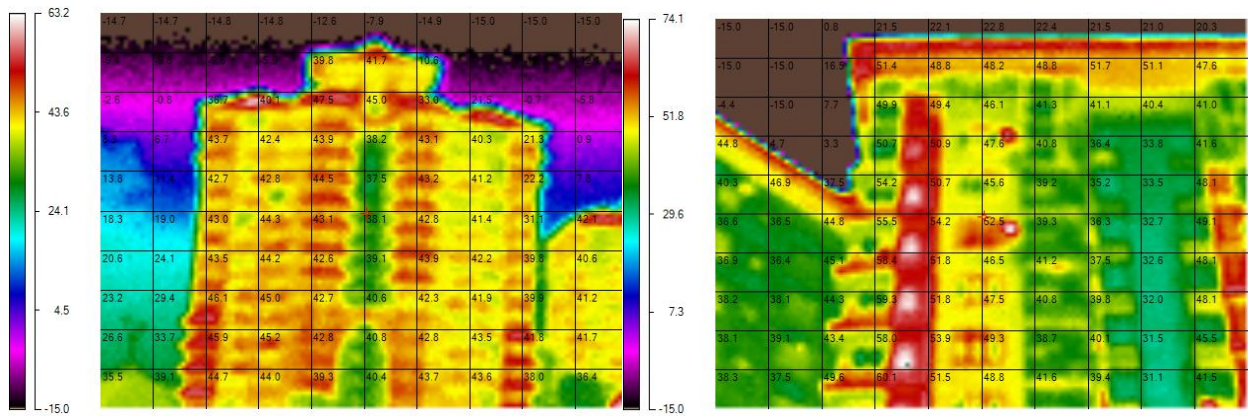 63.2
43.6
24.1
4.5
-15.0
-14.7 -14.7 -14.8 -14.8 -12.6 -7.9 -14.9 -15.0 -15.0 -15.0
39.8 41.7 10.6
-2.6 -0.8 36.7 40.1 47.5 45.0 33.0 21.5 -0.7 -5.8
5.3 6.7 43.7 42.4 43.9 38.2 43.1 40.3 21.3 0.9
13.8 42.7 42.8 44.5 37.5 43.2 41.2 22.2
18.3 19.0 43.0 44.3 43.1 38.1 42.8 41.4 31.1 42.1
20.6 24.1 43.5 44.2 42.6 39.1 43.9 42.2 39.8 40.6
23.2 29.4 46.1 45.0 42.7 40.6 42.3 41.9 39.9 41.2
26.6 33.7 45.9 45.2 42.8 40.8 42.8 43.5 41.8 41.7
35.5 39.1 44.7 44.0 39.3 40.4 43.7 43.6 38.0 36.4
74.1
51.8
29.6
7.3
-15.0
-15.0 -15.0 0.8 21.5 22.1 22.8 22.4 21.5 21.0 20.3
-15.0 -15.0 16.5 51.4 48.8 48.2 48.8 51.7 51.1 47.6
-4.4 -15.0 7.7 49.9 49.4 46.1 41.3 41.1 40.4 41.0
44.8 4.7 3.3 50.7 50.9 47.6 40.8 36.4 33.8 41.6
40.3 46.9 37.5 54.2 50.7 45.6 39.2 35.2 33.5 48.1
36.6 36.5 44.8 55.5 54.2 52.5 39.3 36.3 32.7 49.1
36.9 36.4 45.1 58.4 51.8 46.5 41.2 37.5 32.6 48.1
38.2 38.1 44.3 59.3 51.8 47.5 40.8 39.8 32.0 48.1
38.1 39.1 43.4 58.0 53.9 49.3 38.7 40.1 31.5 45.5
38.3 37.5 49.6 60.1 51.5 48.8 41.6 39.4 31.1 41.5